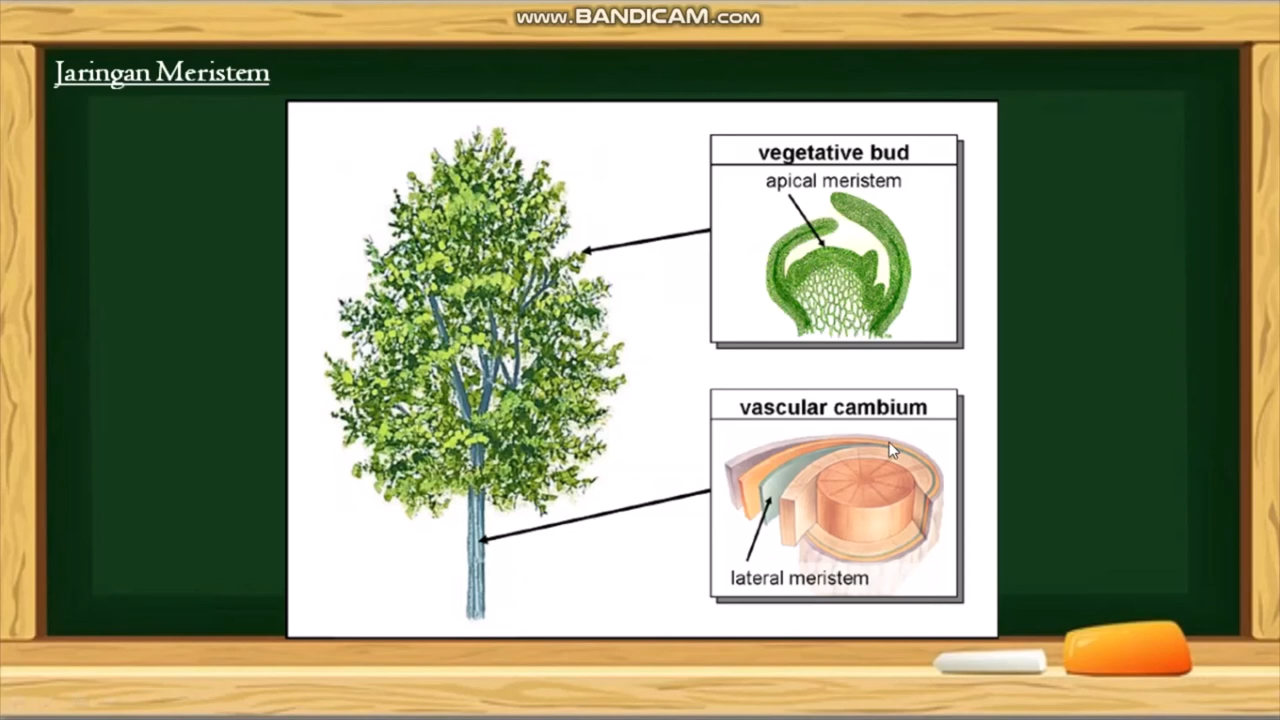 www.BANDICAM.com
Jaringan Meristem
vegetative bud
apical meristem
vascular cambium
lateral meristem